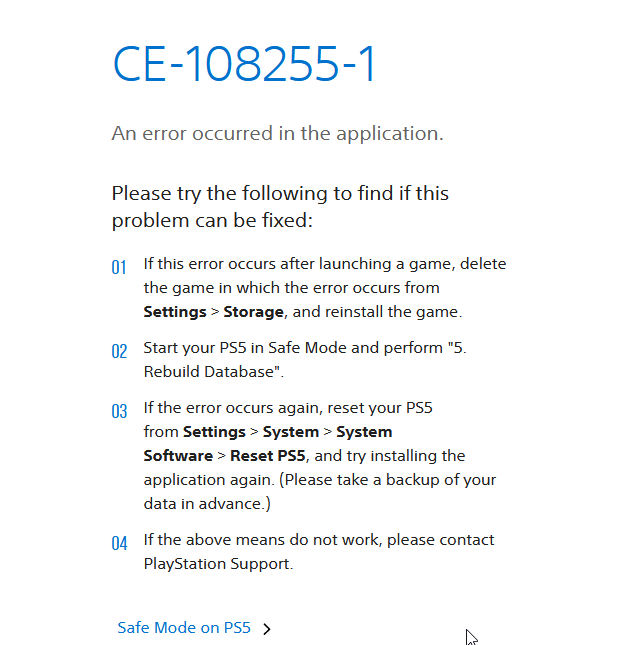 CE-108255-1
An error occurred in the application.
Please try the following to find if this
problem can be fixed:
01 If this error occurs after launching a game, delete
the game in which the error occurs from
Settings > Storage, and reinstall the game.
02 Start your PS5 in Safe Mode and perform "5.
Rebuild Database".
03 If the error occurs again, reset your PS5
from Settings > System > System
Software > Reset PS5, and try installing the
application again. (Please take a backup of your
data in advance.)
04 If the above means do not work, please contact
PlayStation Support.
Safe Mode on PS5 >